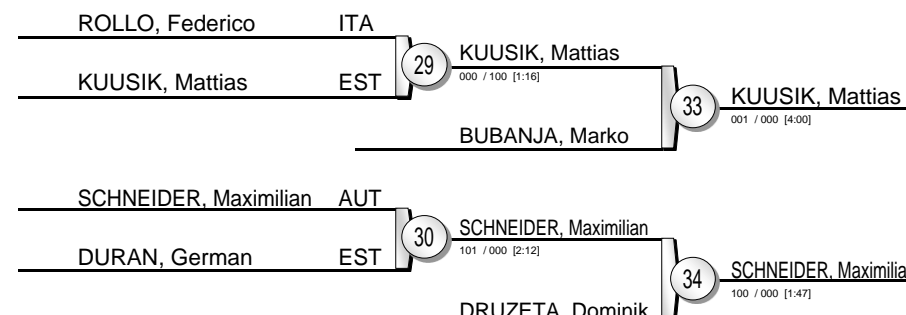 ROLLO, Federico ITA
29
KUUSIK, Mattias
000 / 100 [1:16]
KUUSIK, Mattias EST
33
KUUSIK, Mattias
001 / 000 [4:00]
BUBANJA, Marko
SCHNEIDER, Maximilian AUT
30
SCHNEIDER, Maximilian
101 / 000 [2:12]
DURAN, German EST
34
SCHNEIDER, Maximilia
100 / 000 [1:47]
DRUZETA, Dominik